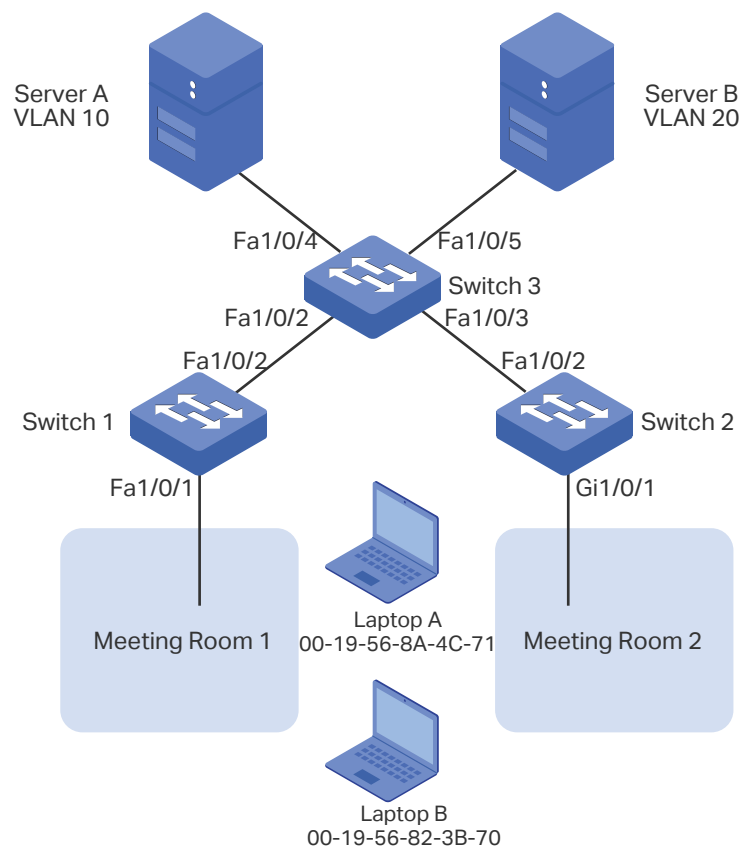 Server A
VLAN 10
Server B
VLAN 20
Fa1/0/4
Fa1/0/5
Switch 3
Fa1/0/2
Fa1/0/3
Fa1/0/2
Fa1/0/2
Switch 1
Switch 2
Fa1/0/1
Gi1/0/1
Meeting Room 1
Laptop A
00-19-56-8A-4C-71
Meeting Room 2
Laptop B
00-19-56-82-3B-70